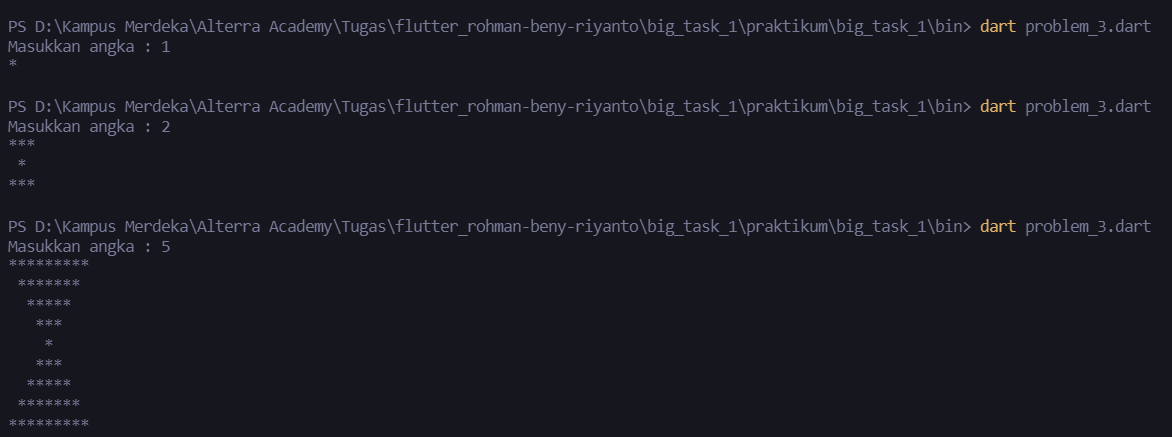 PS D:\Kampus Merdeka\Alterra Academy\Tugas\flutter_rohman-beny-riyanto\big_task_1\praktikum\big_task_1\bin> dart problem_3.dart
Masukkan angka : 1
*
PS D:\Kampus Merdeka\Alterra Academy\Tugas\flutter_rohman-beny-riyanto\big_task_1\praktikum\big_task_1\bin> dart problem_3.dart
Masukkan angka : 2
***
 *
***
PS D:\Kampus Merdeka\Alterra Academy\Tugas\flutter_rohman-beny-riyanto\big_task_1\praktikum\big_task_1\bin> dart problem_3.dart
Masukkan angka : 5
*********
 *******
  *****
   ***
    *
   ***
  *****
 *******
*********